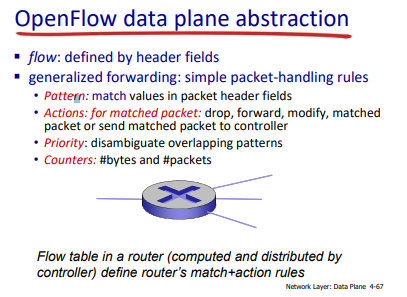 OpenFlow data plane abstraction
▪ flow: defined by header fields
▪ generalized forwarding: simple packet-handling rules
• Pattern: match values in packet header fields
• Actions: for matched packet: drop, forward, modify, matched
packet or send matched packet to controller
• Priority: disambiguate overlapping patterns
• Counters: #bytes and #packets
Flow table in a router (computed and distributed by
controller) define router's match+action rules
Network Layer: Data Plane 4-67